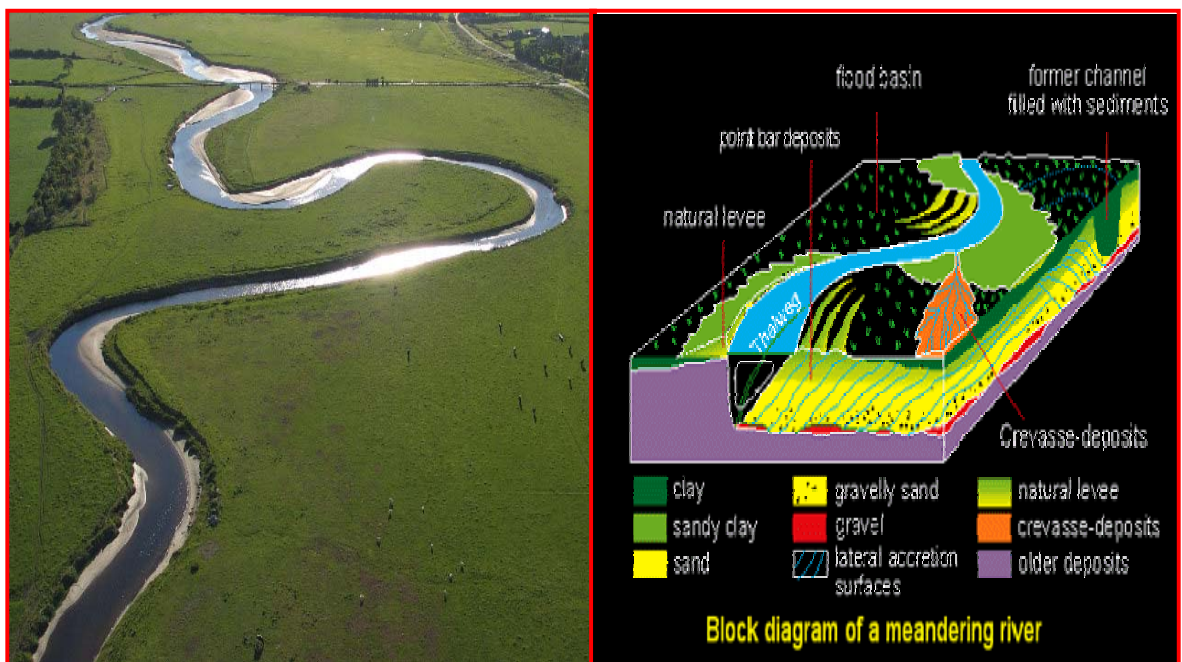 flood basin
former channel
filled with sediments
point bar deposits
natural levee
Thalweg
Crevasse-deposits
clay
gravelly sand
natural levee
sandy clay
gravel
crevasse-deposits
sand
lateral accretion
surfaces
older deposits
Block diagram of a meandering river